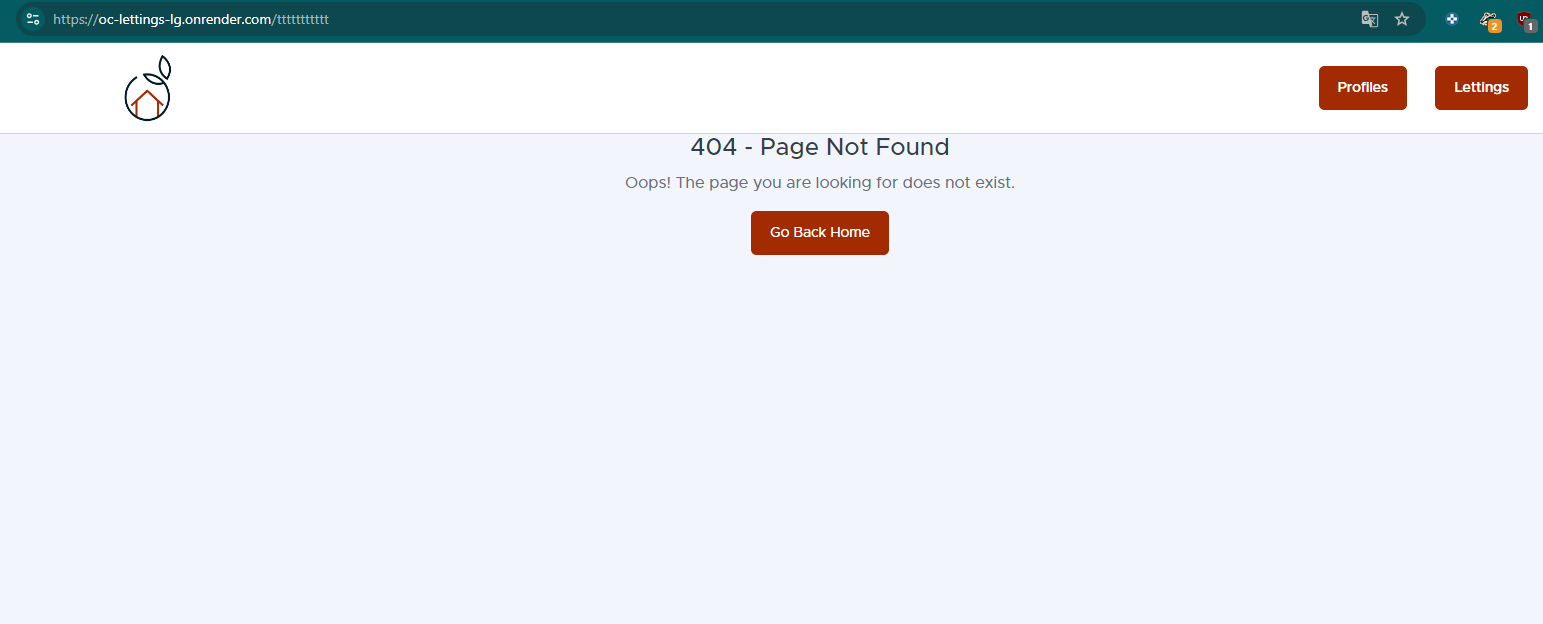 https://oc-lettings-lg.onrender.com/ttttttttttt
2
1
Profiles
Lettings
404 - Page Not Found
Oops! The page you are looking for does not exist.
Go Back Home